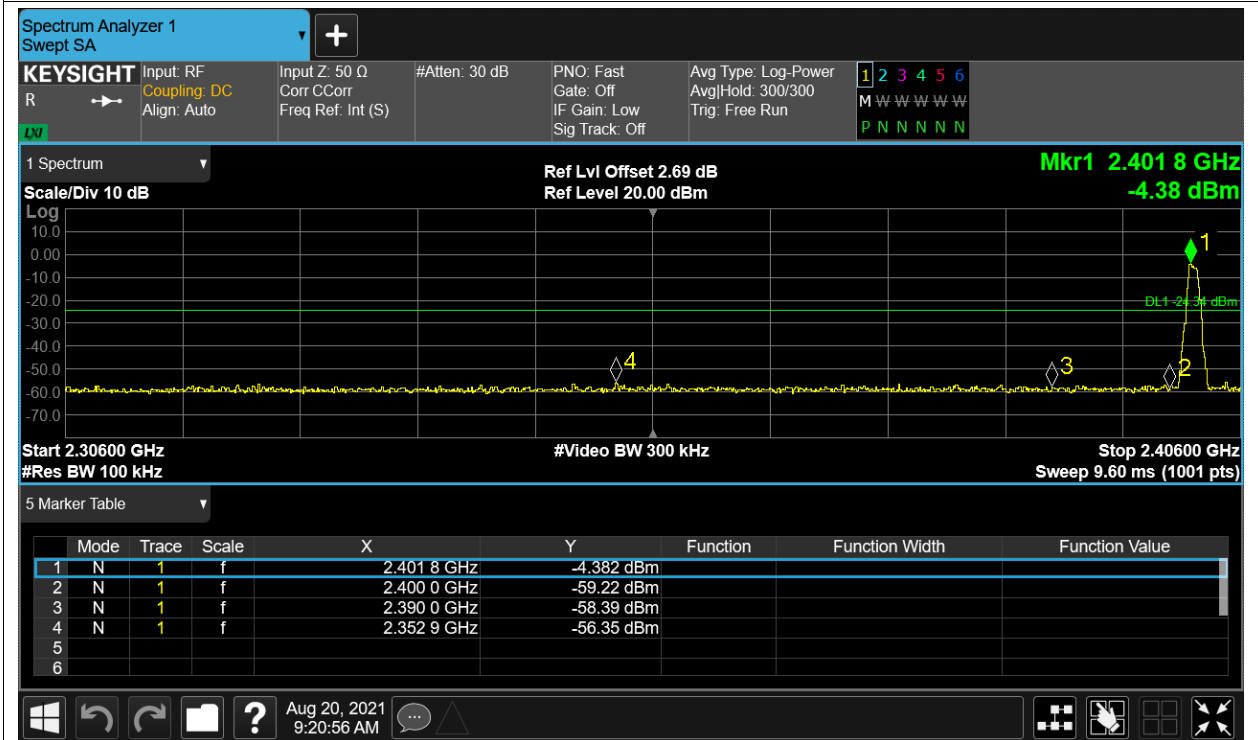 Spectrum Analyzer 1
Swept SA
+
KEYSIGHT Input: RF Input Z: 50 Ω #Atten: 30 dB PNO: Fast Avg Type: Log-Power 1 2 3 4 5 6
R Coupling: DC Corr CCorr Gate: Off Avg|Hold: 300/300 M W W W W W
Align: Auto Freq Ref: Int (S) IF Gain: Low Trig: Free Run
LXI Sig Track: Off P N N N N N
1 Spectrum Ref Lvl Offset 2.69 dB Mkr1 2.401 8 GHz
Scale/Div 10 dB Ref Level 20.00 dBm -4.38 dBm
Log
10.0
1
0.00
-10.0
-20.0 DL1 -24.34 dBm
-30.0
-40.0
4 3 2
-50.0
-60.0
-70.0
Start 2.30600 GHz #Video BW 300 kHz Stop 2.40600 GHz
#Res BW 100 kHz Sweep 9.60 ms (1001 pts)
5 Marker Table
Mode Trace Scale X Y Function Function Width Function Value
1 N 1 f 2.401 8 GHz -4.382 dBm
2 N 1 f 2.400 0 GHz -59.22 dBm
3 N 1 f 2.390 0 GHz -58.39 dBm
4 N 1 f 2.352 9 GHz -56.35 dBm
5
6
? Aug 20, 2021
9:20:56 AM